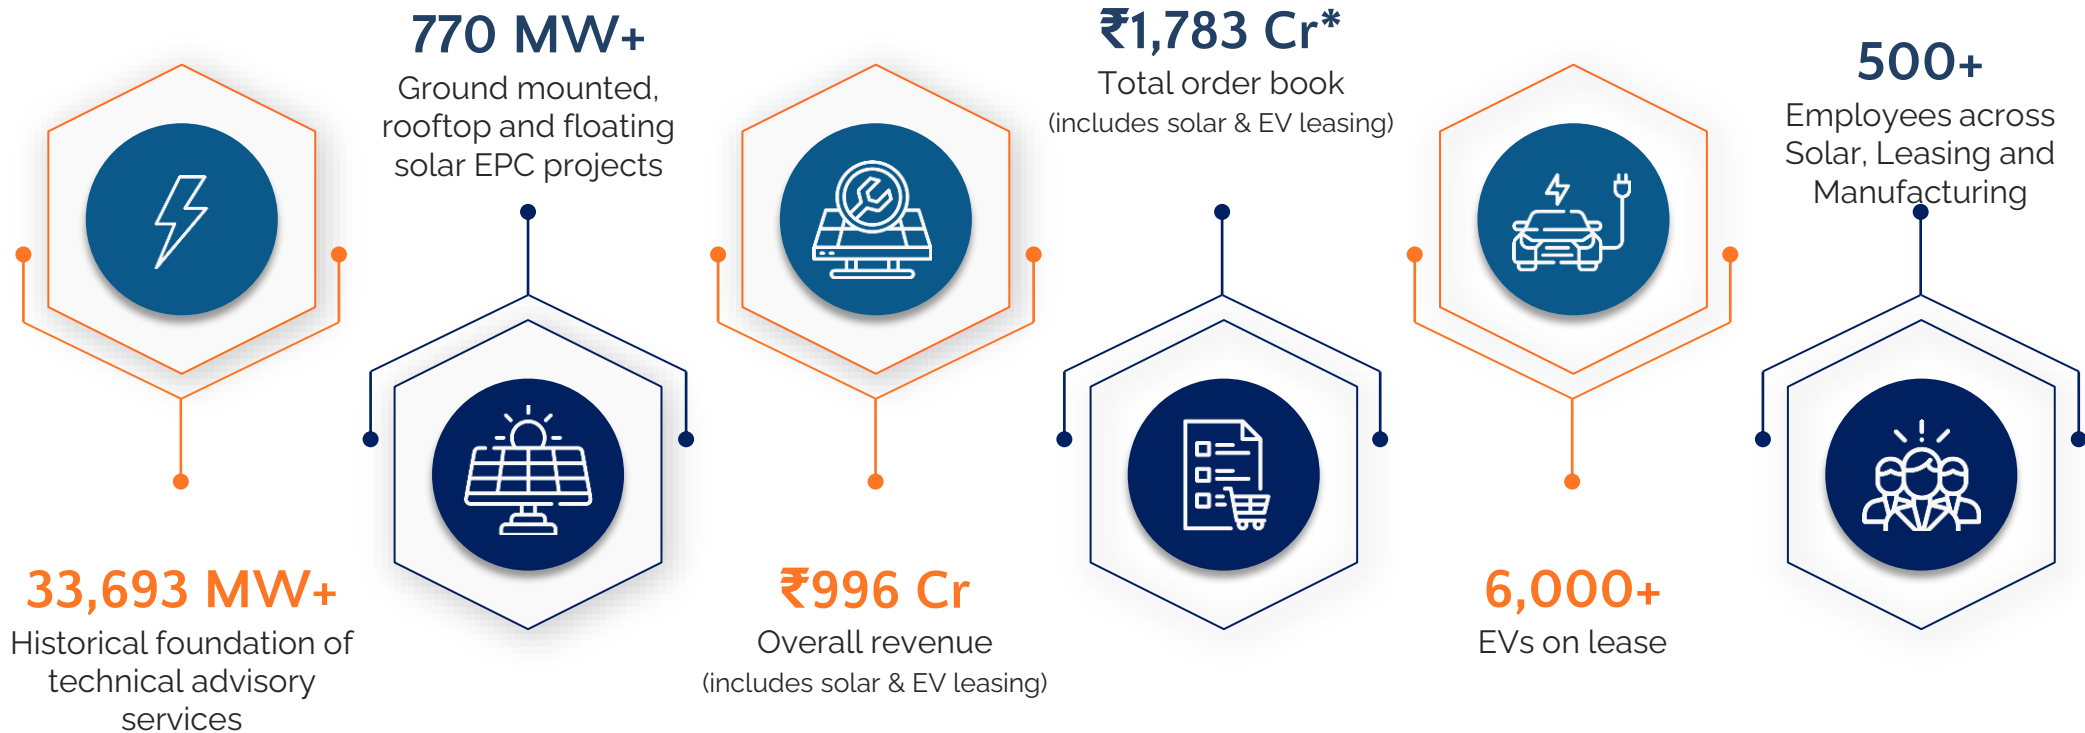 33,693 MW+
Historical foundation of
technical advisory
services
770 MW+
Ground mounted,
rooftop and floating
solar EPC projects
₹996 Cr
Overall revenue
(includes solar & EV leasing)
₹1,783 Cr*
Total order book
(includes solar & EV leasing)
6,000+
EVs on lease
500+
Employees across
Solar, Leasing and
Manufacturing